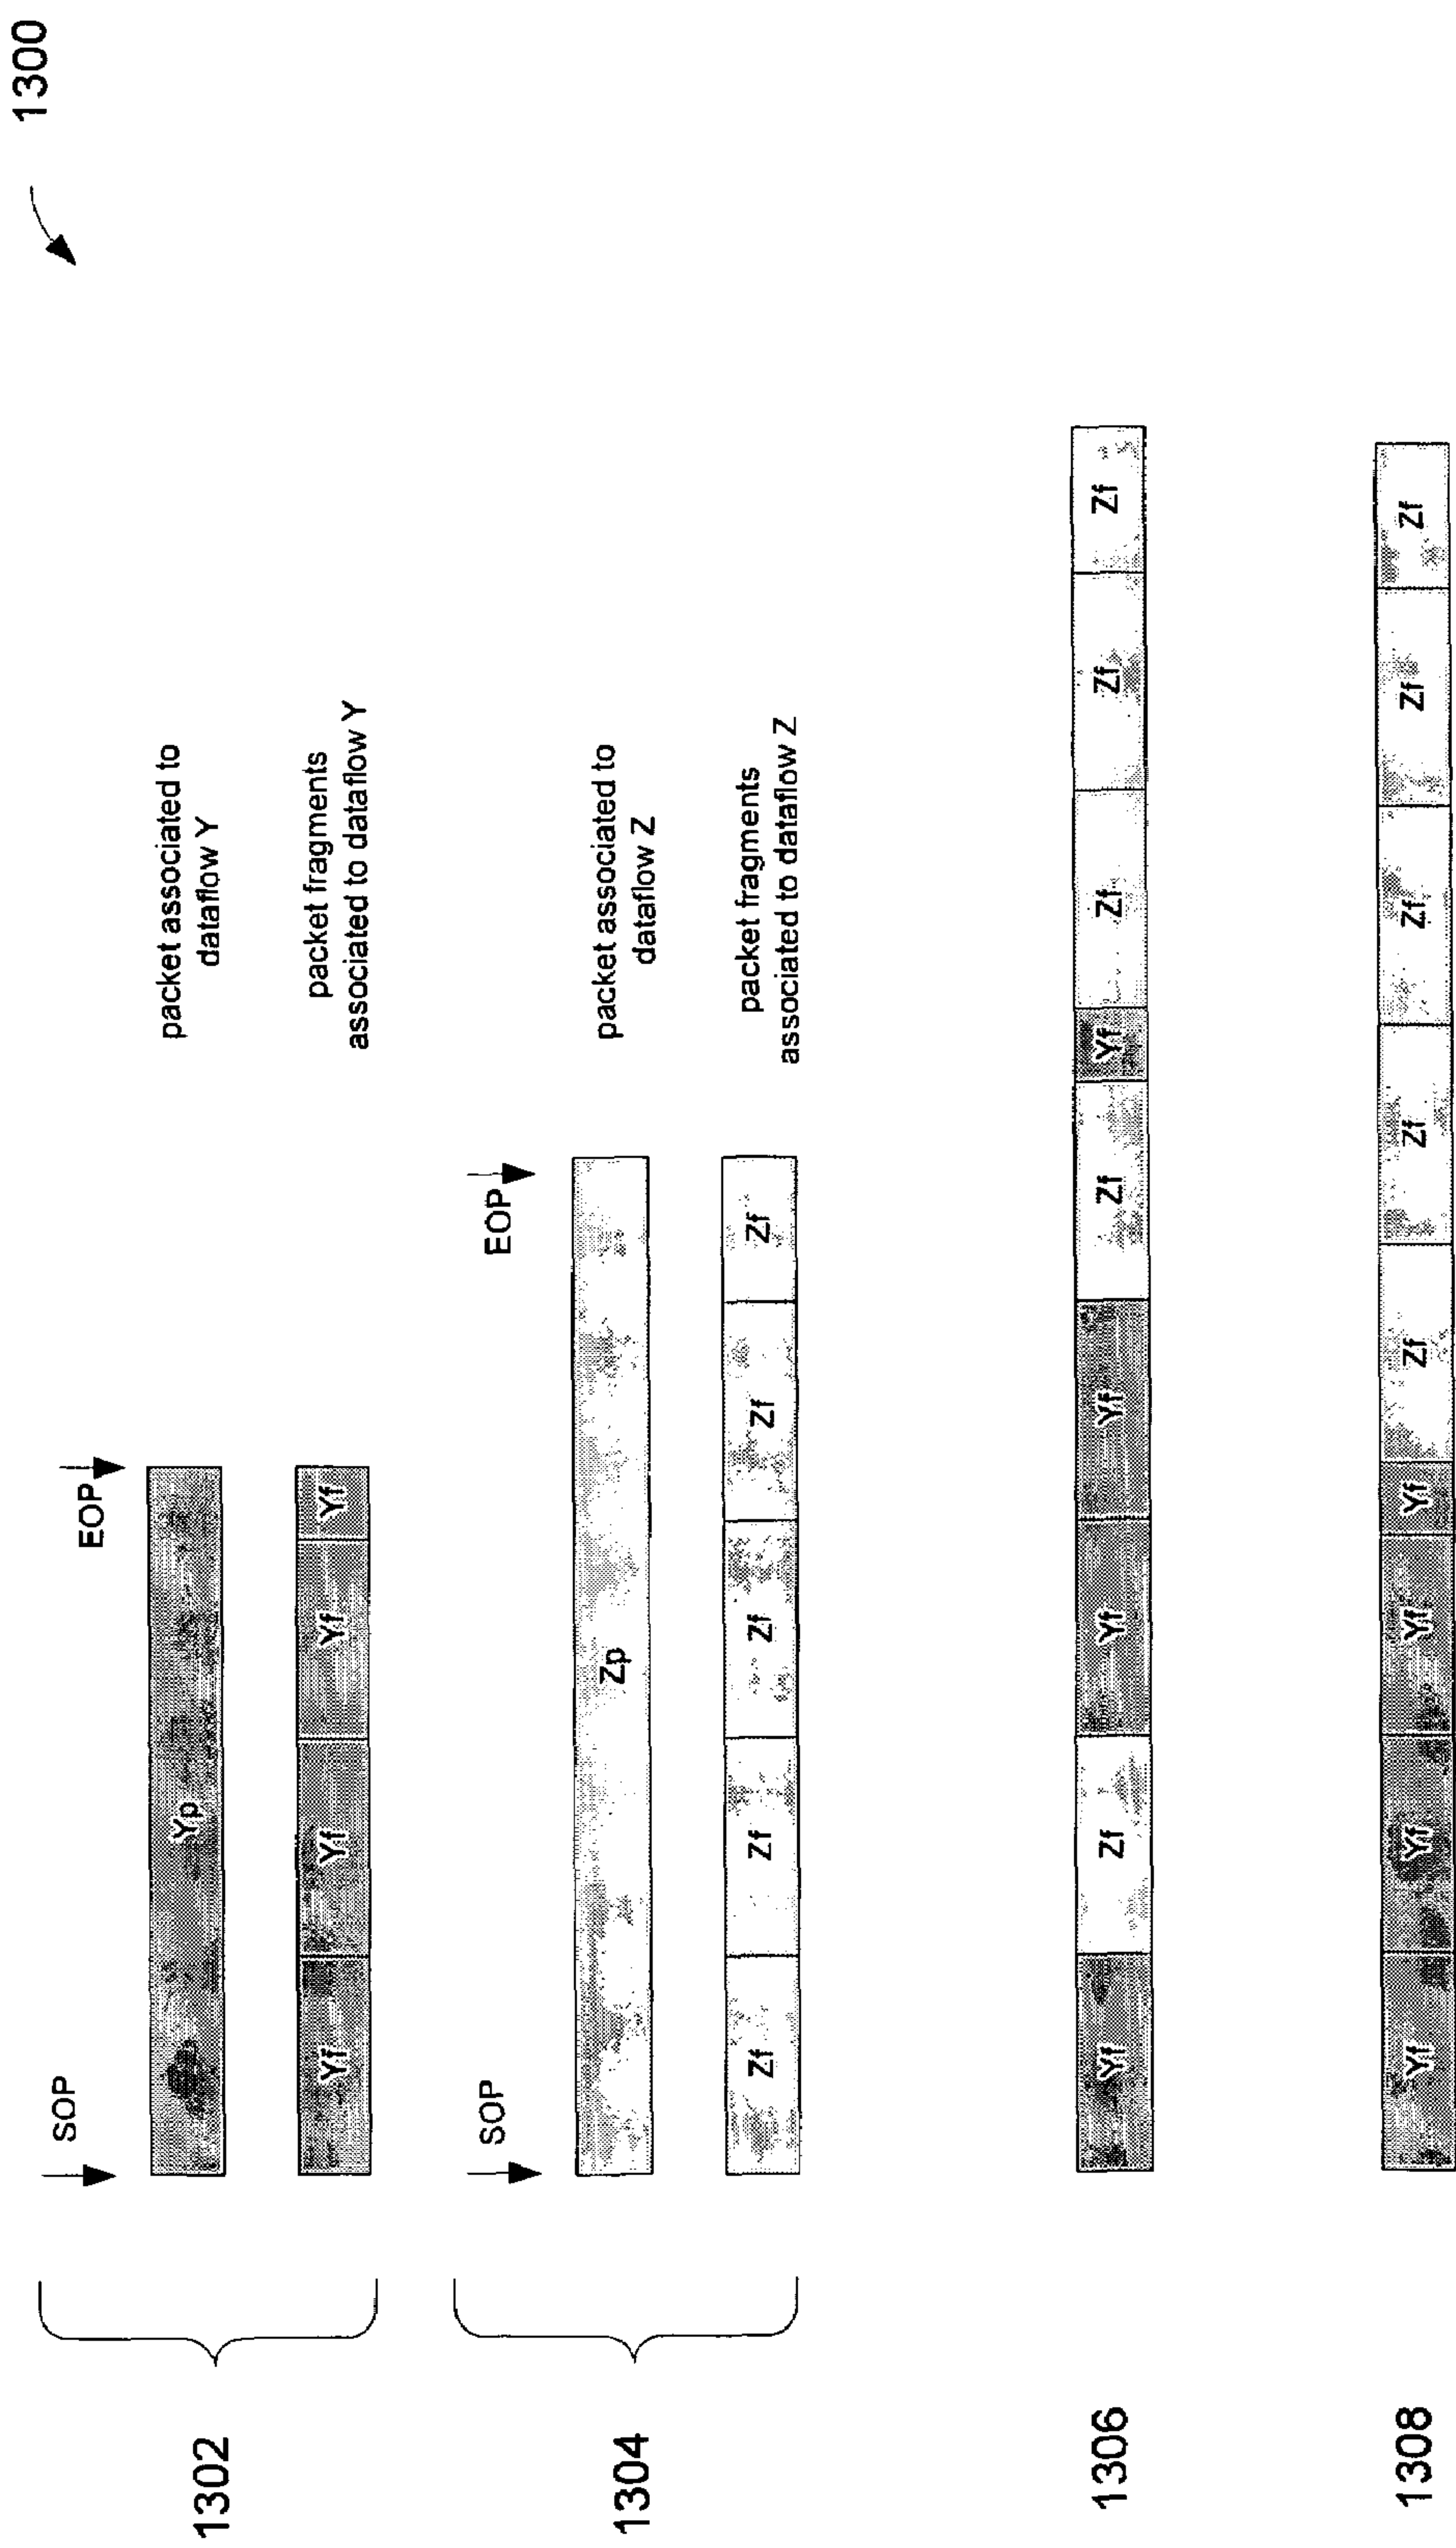 1300
SOP
EOP
1302
Yp
packet associated to
dataflow Y
Yf Yf Yf Yf
packet fragments
associated to dataflow Y
SOP
EOP
1304
Zp
packet associated to
dataflow Z
Zf Zf Zf Zf Zf
packet fragments
associated to dataflow Z
1306
Yf Zf Yf Yf Zf Yf Zf Zf Zf
1308
Yf Yf Yf Yf Zf Zf Zf Zf Zf